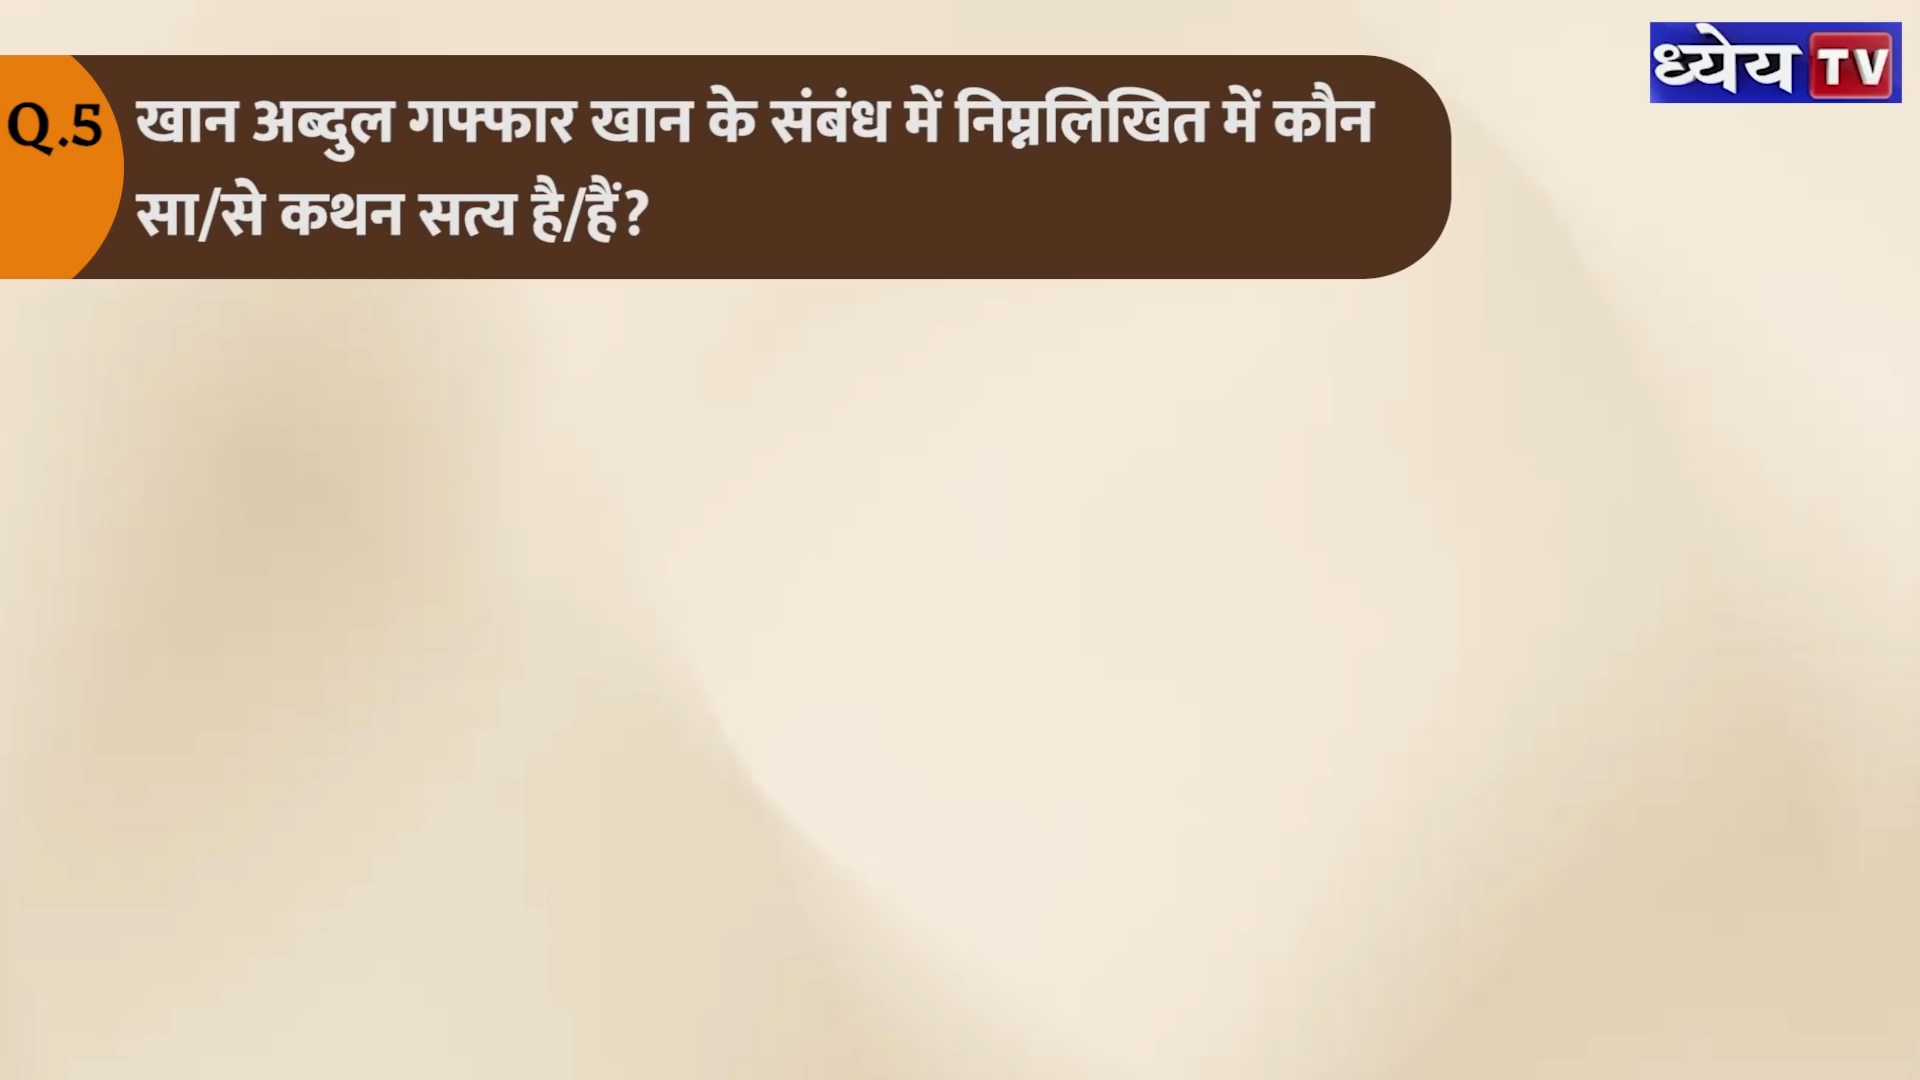 ध्येय TV
Q.5 खान अब्दुल गफ्फार खान के संबंध में निम्नलिखित में कौन
सा/से कथन सत्य है/हैं?